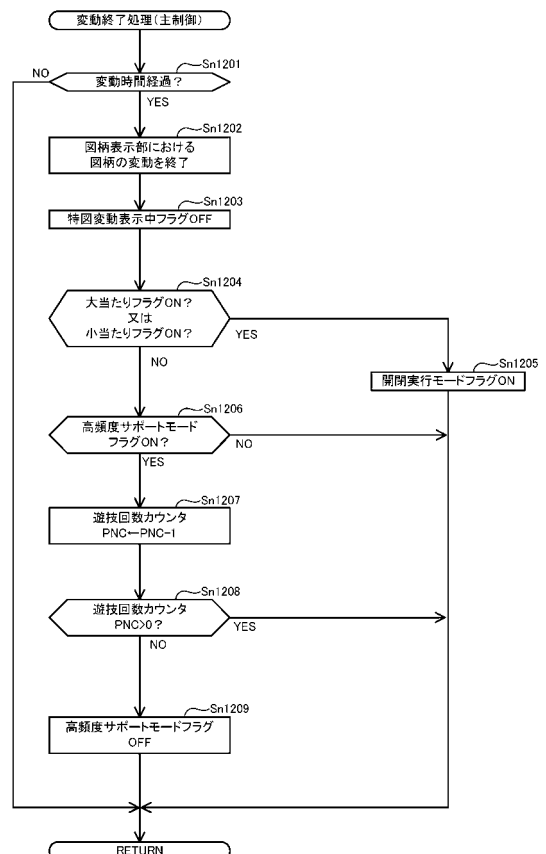 変動終了処理(主制御)
Sn1201
NO
変動時間経過?
YES
Sn1202
図柄表示部における
図柄の変動を終了
Sn1203
特図変動表示中フラグOFF
Sn1204
大当たりフラグON?
又は
小当たりフラグON?
YES
NO
Sn1205
開閉実行モードフラグON
Sn1206
高頻度サポートモード
フラグON?
NO
YES
Sn1207
遊技回数カウンタ
PNC←PNC-1
Sn1208
遊技回数カウンタ
PNC>0?
YES
NO
Sn1209
高頻度サポートモードフラグ
OFF
RETURN